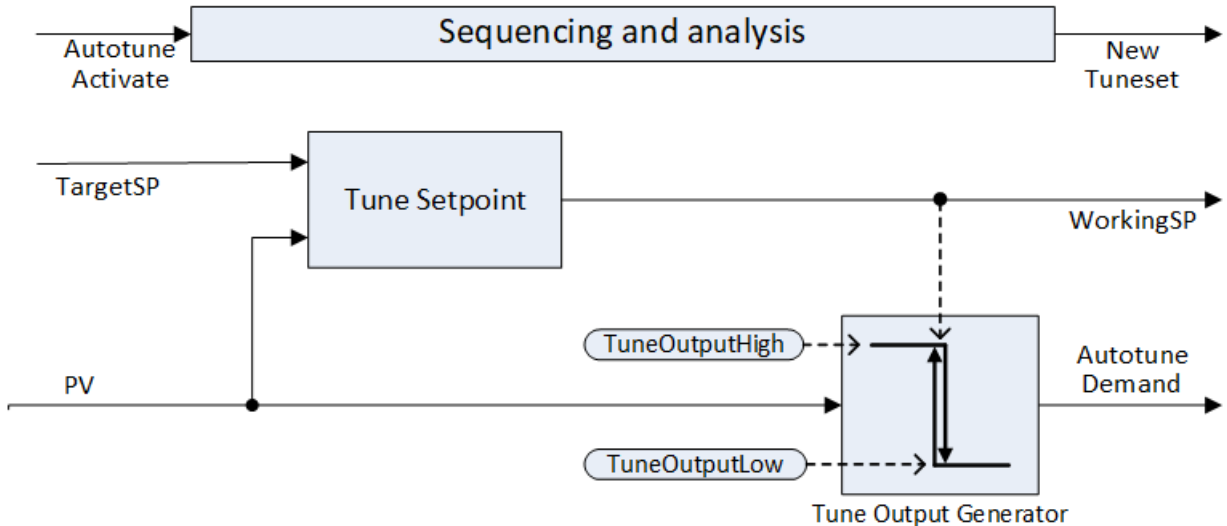 Sequencing and analysis
Autotune
Activate
New
Tuneset
TargetSP
Tune Setpoint
WorkingSP
TuneOutputHigh
PV
Autotune
Demand
TuneOutputLow
Tune Output Generator